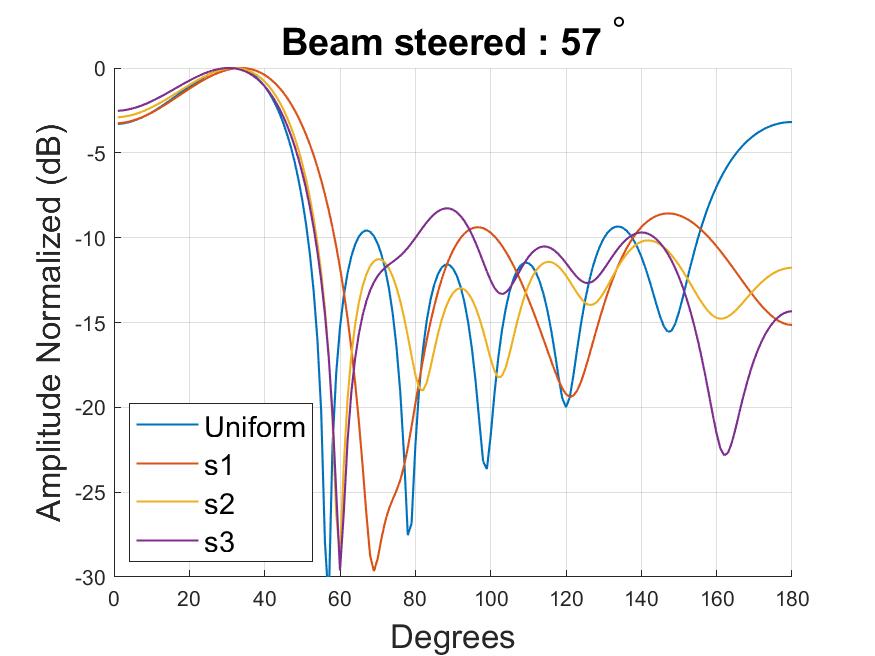 Beam steered : 57 °
Amplitude Normalized (dB)
0
-5
-10
-15
-20
-25
-30
Uniform
s1
s2
s3
0 20 40 60 80 100 120 140 160 180
Degrees